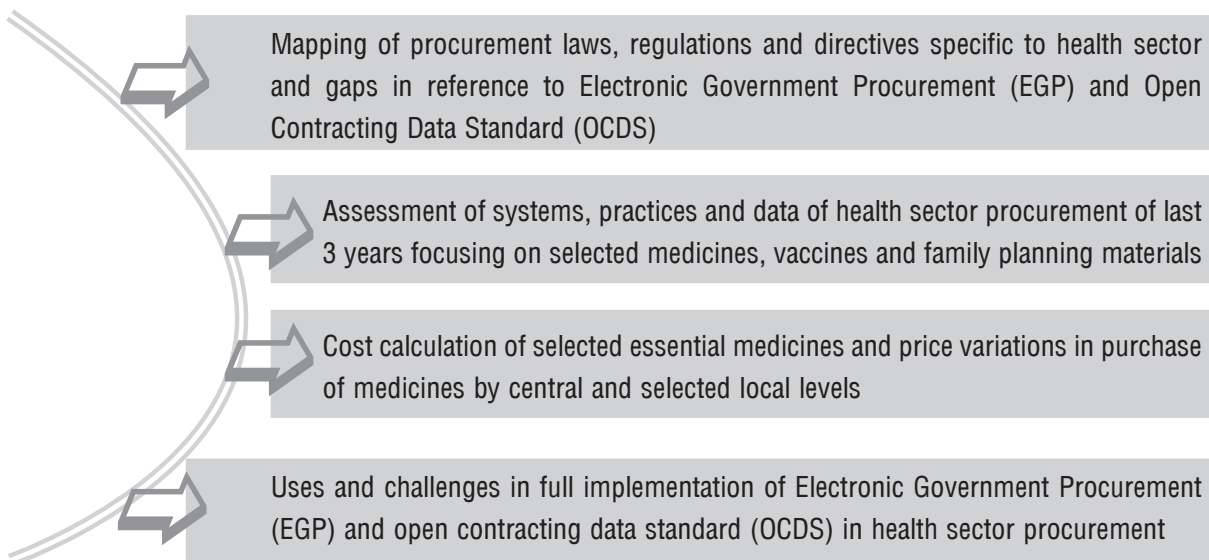 Mapping of procurement laws, regulations and directives specific to health sector
and gaps in reference to Electronic Government Procurement (EGP) and Open
Contracting Data Standard (OCDS)
Assessment of systems, practices and data of health sector procurement of last
3 years focusing on selected medicines, vaccines and family planning materials
Cost calculation of selected essential medicines and price variations in purchase
of medicines by central and selected local levels
Uses and challenges in full implementation of Electronic Government Procurement
(EGP) and open contracting data standard (OCDS) in health sector procurement